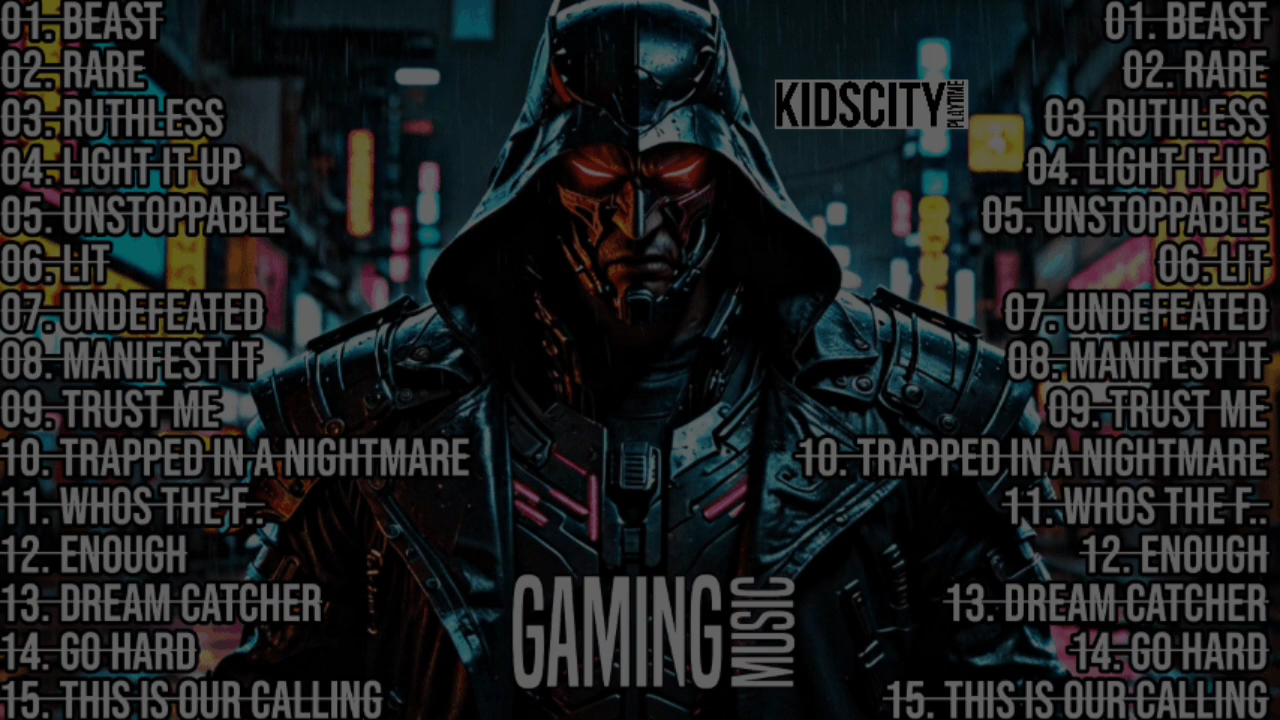 01. BEAST
02. RARE
03. RUTHLESS
04. LIGHT IT UP
05. UNSTOPPABLE
06. LIT
07. UNDEFEATED
08. MANIFEST IT
09. TRUST ME
10. TRAPPED IN A NIGHTMARE
11. WHOS THE F..
12. ENOUGH
13. DREAM CATCHER
14. GO HARD
15. THIS IS OUR CALLING
KIDSCITY PLAYTIME
GAMING MUSIC
01. BEAST
02. RARE
03. RUTHLESS
04. LIGHT IT UP
05. UNSTOPPABLE
06. LIT
07. UNDEFEATED
08. MANIFEST IT
09. TRUST ME
10. TRAPPED IN A NIGHTMARE
11. WHOS THE F..
12. ENOUGH
13. DREAM CATCHER
14. GO HARD
15. THIS IS OUR CALLING